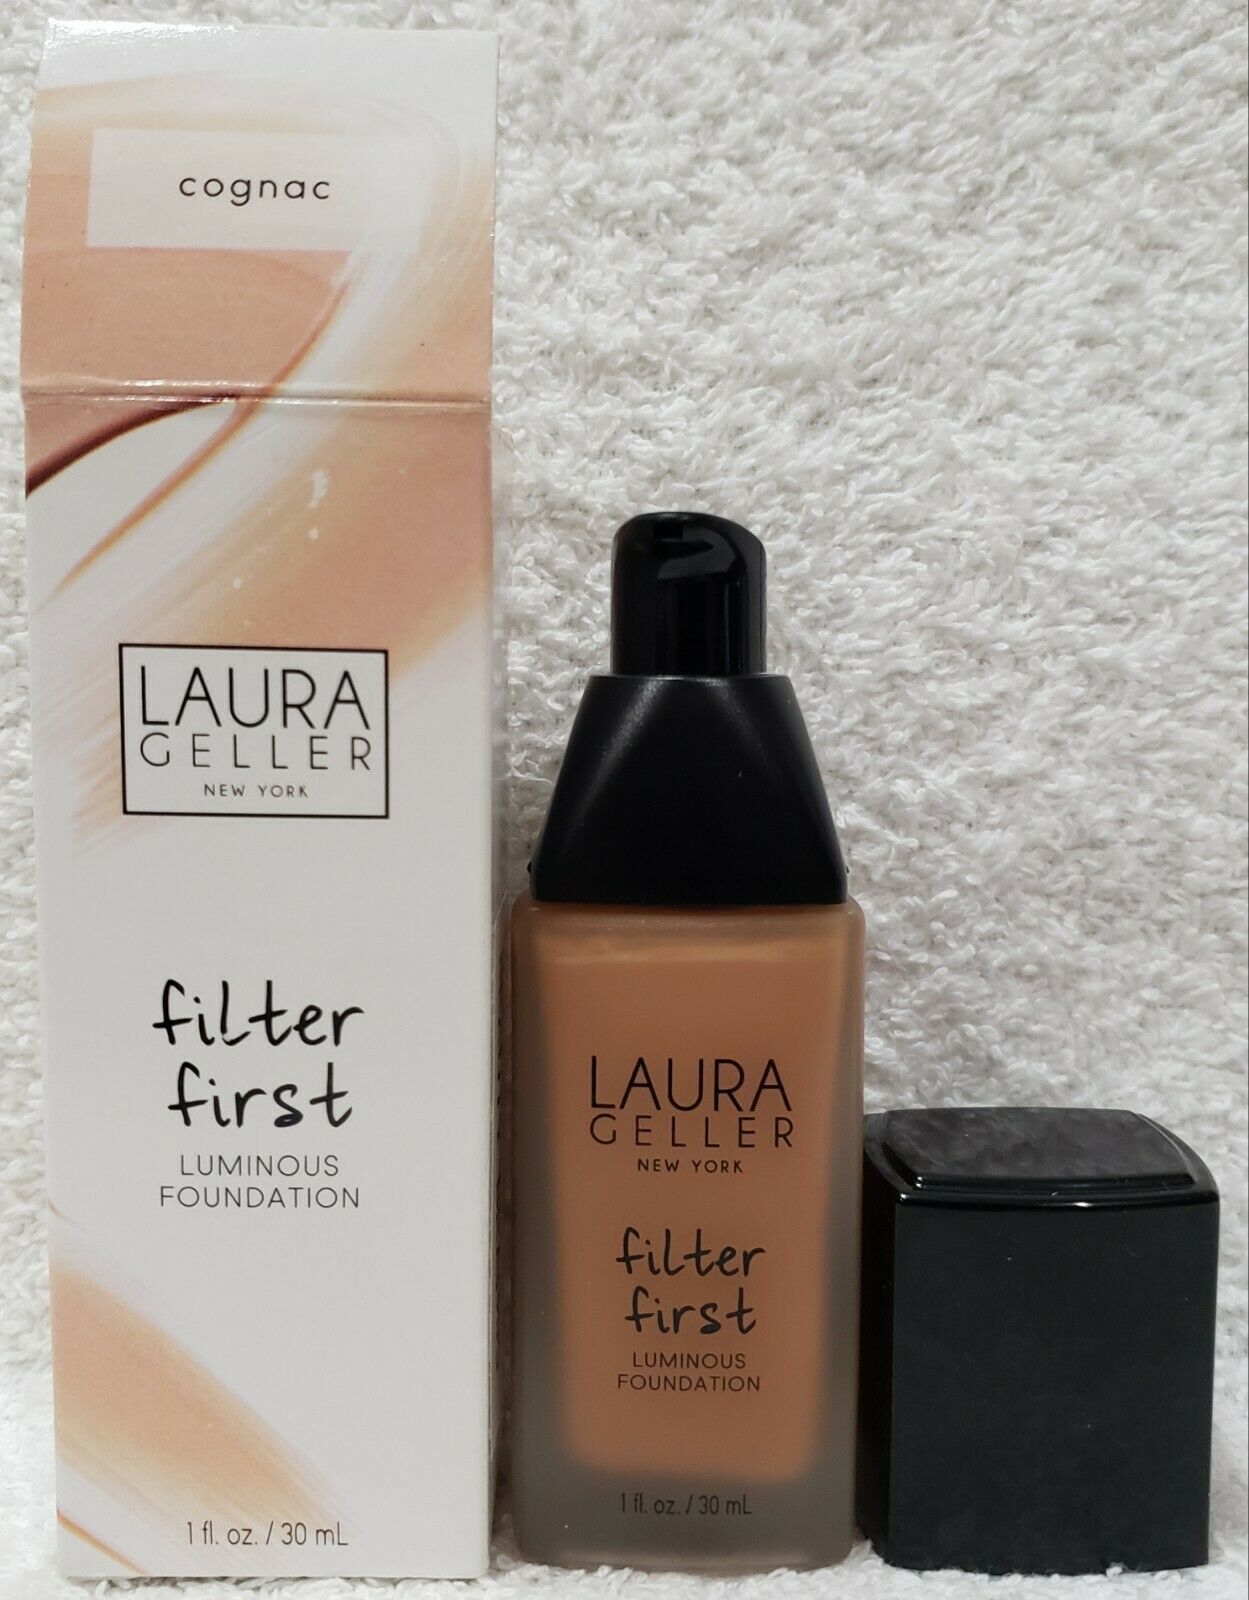 cognac
LAURA
GELLER
NEW YORK
filter
first
LUMINOUS
FOUNDATION
1 fl. oz. / 30 mL
LAURA
GELLER
NEW YORK
filter
first
LUMINOUS
FOUNDATION
1 fl. oz. / 30 mL